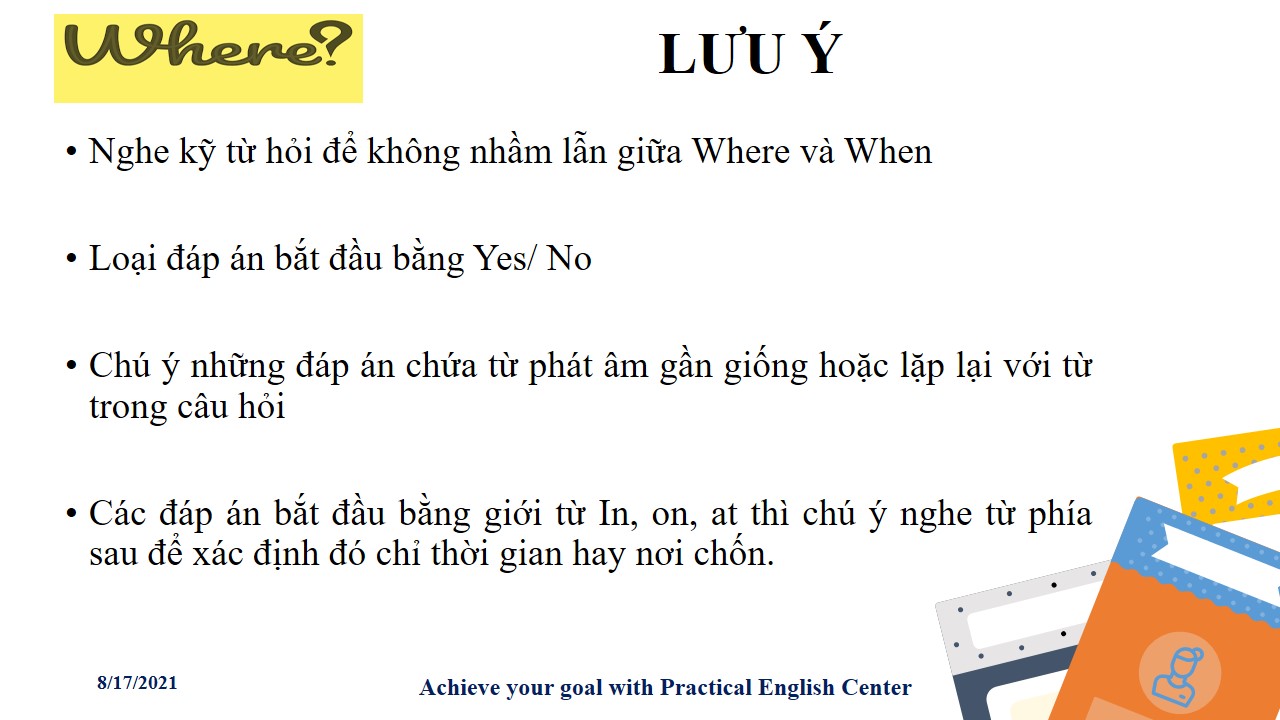 Where?
LƯU Ý
• Nghe kỹ từ hỏi để không nhầm lẫn giữa Where và When
• Loại đáp án bắt đầu bằng Yes/ No
• Chú ý những đáp án chứa từ phát âm gần giống hoặc lặp lại với từ
trong câu hỏi
• Các đáp án bắt đầu bằng giới từ In, on, at thì chú ý nghe từ phía
sau để xác định đó chỉ thời gian hay nơi chốn.
8/17/2021
Achieve your goal with Practical English Center